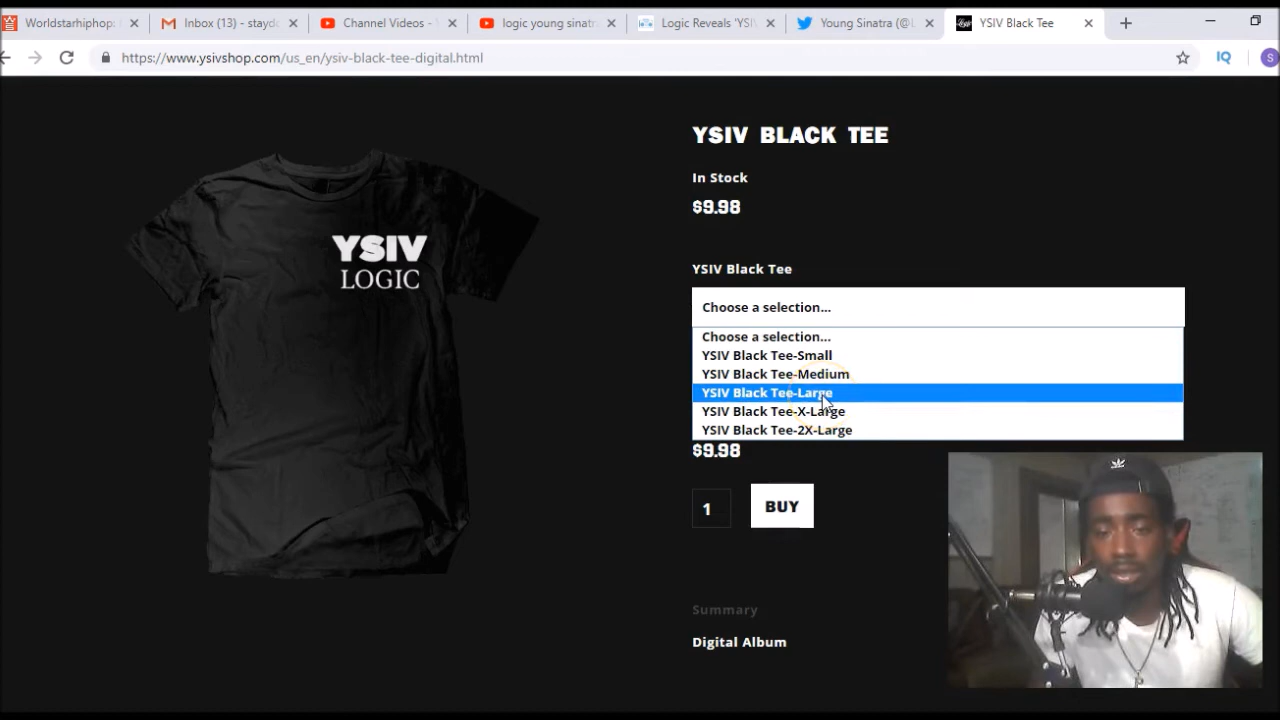 Worldstarhiphop:
Inbox (13) - staydo
Channel Videos -
logic young sinatr
Logic Reveals 'YSI
Young Sinatra (@L
YSIV Black Tee
https://www.ysivshop.com/us_en/ysiv-black-tee-digital.html
IQ
S
YSIV BLACK TEE
In Stock
$9.98
YSIV
LOGIC
YSIV Black Tee
Choose a selection...
Choose a selection...
YSIV Black Tee-Small
YSIV Black Tee-Medium
YSIV Black Tee-Large
YSIV Black Tee-X-Large
YSIV Black Tee-2X-Large
$9.98
1
BUY
Summary
Digital Album